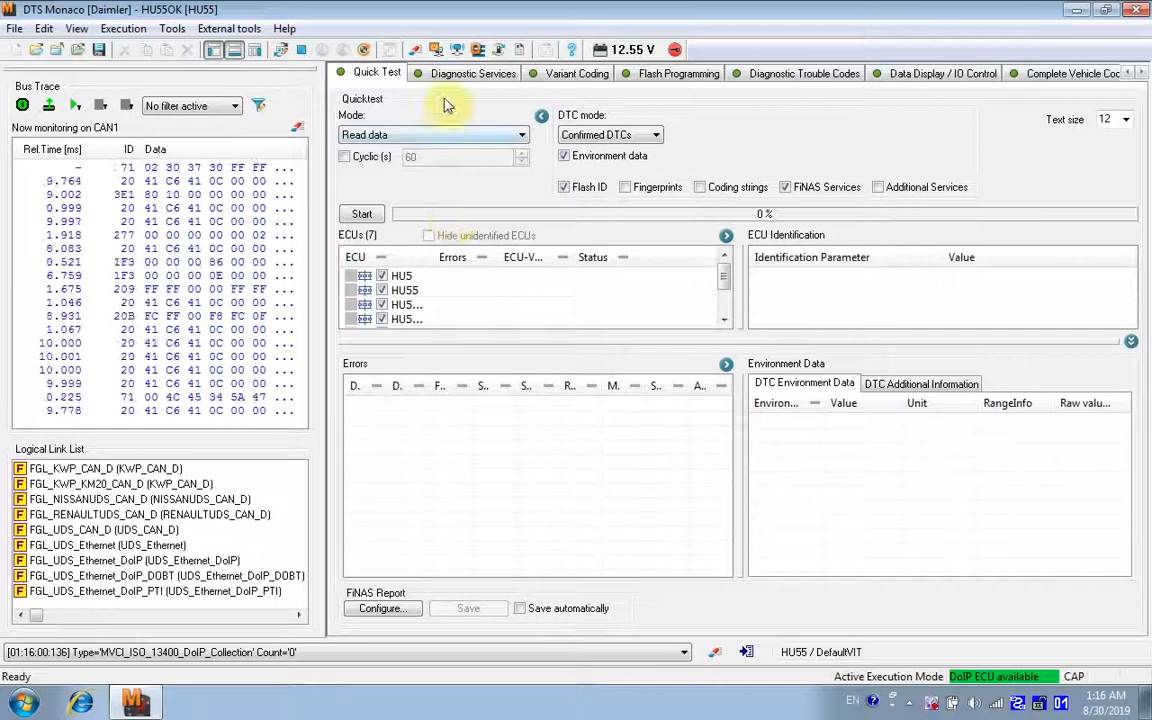 DTS Monaco [Daimler] - HU55OK [HU55]
File Edit View Execution Tools External tools Help
12.55 V
Quick Test Diagnostic Services Variant Coding Flash Programming Diagnostic Trouble Codes Data Display / IO Control Complete Vehicle Coc
Bus Trace
No filter active
Now monitoring on CAN1
Rel.Time [ms] ID Data
- 71 02 30 37 30 FF FF ...
9.764 20 41 C6 41 0C 00 00 ...
9.002 3E1 80 10 00 00 00 00 ...
0.999 20 41 C6 41 0C 00 00 ...
9.997 20 41 C6 41 0C 00 00 ...
1.918 277 00 00 00 00 00 02 ...
8.083 20 41 C6 41 0C 00 00 ...
0.521 1F3 00 00 00 86 00 00 ...
6.759 1F3 00 00 00 0E 00 00 ...
1.675 209 FF FF 00 00 FF FF ...
1.046 20 41 C6 41 0C 00 00 ...
8.931 20B FC FF 00 F8 FC 0F ...
1.067 20 41 C6 41 0C 00 00 ...
10.000 20 41 C6 41 0C 00 00 ...
10.001 20 41 C6 41 0C 00 00 ...
10.000 20 41 C6 41 0C 00 00 ...
9.999 20 41 C6 41 0C 00 00 ...
0.225 71 00 4C 45 34 5A 47 ...
9.778 20 41 C6 41 0C 00 00 ...
Logical Link List
F FGL_KWP_CAN_D (KWP_CAN_D)
F FGL_KWP_KM20_CAN_D (KWP_CAN_D)
F FGL_NISSANUDS_CAN_D (NISSANUDS_CAN_D)
F FGL_RENAULTUDS_CAN_D (RENAULTUDS_CAN_D)
F FGL_UDS_CAN_D (UDS_CAN_D)
F FGL_UDS_Ethernet (UDS_Ethernet)
F FGL_UDS_Ethernet_DoIP (UDS_Ethernet_DoIP)
F FGL_UDS_Ethernet_DoIP_DOBT (UDS_Ethernet_DoIP_DOBT)
F FGL_UDS_Ethernet_DoIP_PTI (UDS_Ethernet_DoIP_PTI)
Quicktest
Mode:
Read data
Cyclic (s) 60
DTC mode:
Confirmed DTCs
Environment data
Text size 12
Flash ID Fingerprints Coding strings FiNAS Services Additional Services
Start 0 %
ECUs (7) Hide unidentified ECUs
ECU Errors ECU-V... Status
HU5
HU55
HU5...
HU5...
ECU Identification
Identification Parameter Value
Errors
D.. D.. F.. S.. S.. R.. M.. S.. A..
Environment Data
DTC Environment Data DTC Additional Information
Environ... Value Unit RangeInfo Raw valu...
FiNAS Report
Configure... Save Save automatically
[01:16:00:136] Type='MVCI_ISO_13400_DoIP_Collection' Count='0'
HU55 / DefaultVIT
Ready Active Execution Mode DoIP ECU available CAP
EN 01 1:16 AM
8/30/2019